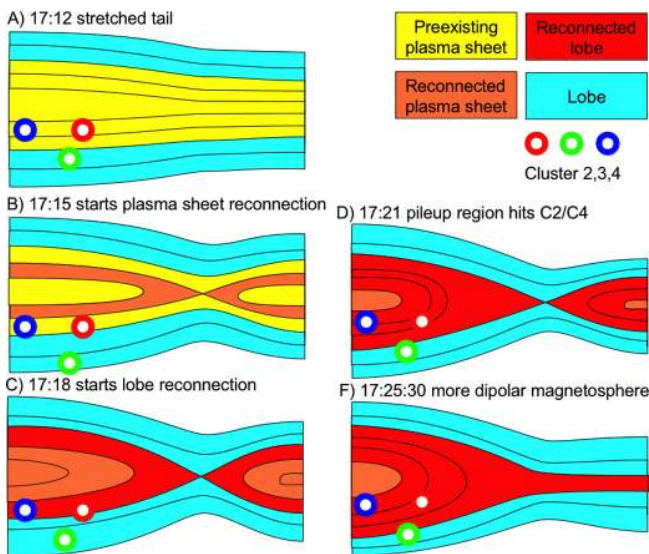 A) 17:12 stretched tail
Preexisting
plasma sheet
Reconnected
lobe
Reconnected
plasma sheet
Lobe
Cluster 2,3,4
B) 17:15 starts plasma sheet reconnection
D) 17:21 pileup region hits C2/C4
C) 17:18 starts lobe reconnection
F) 17:25:30 more dipolar magnetosphere